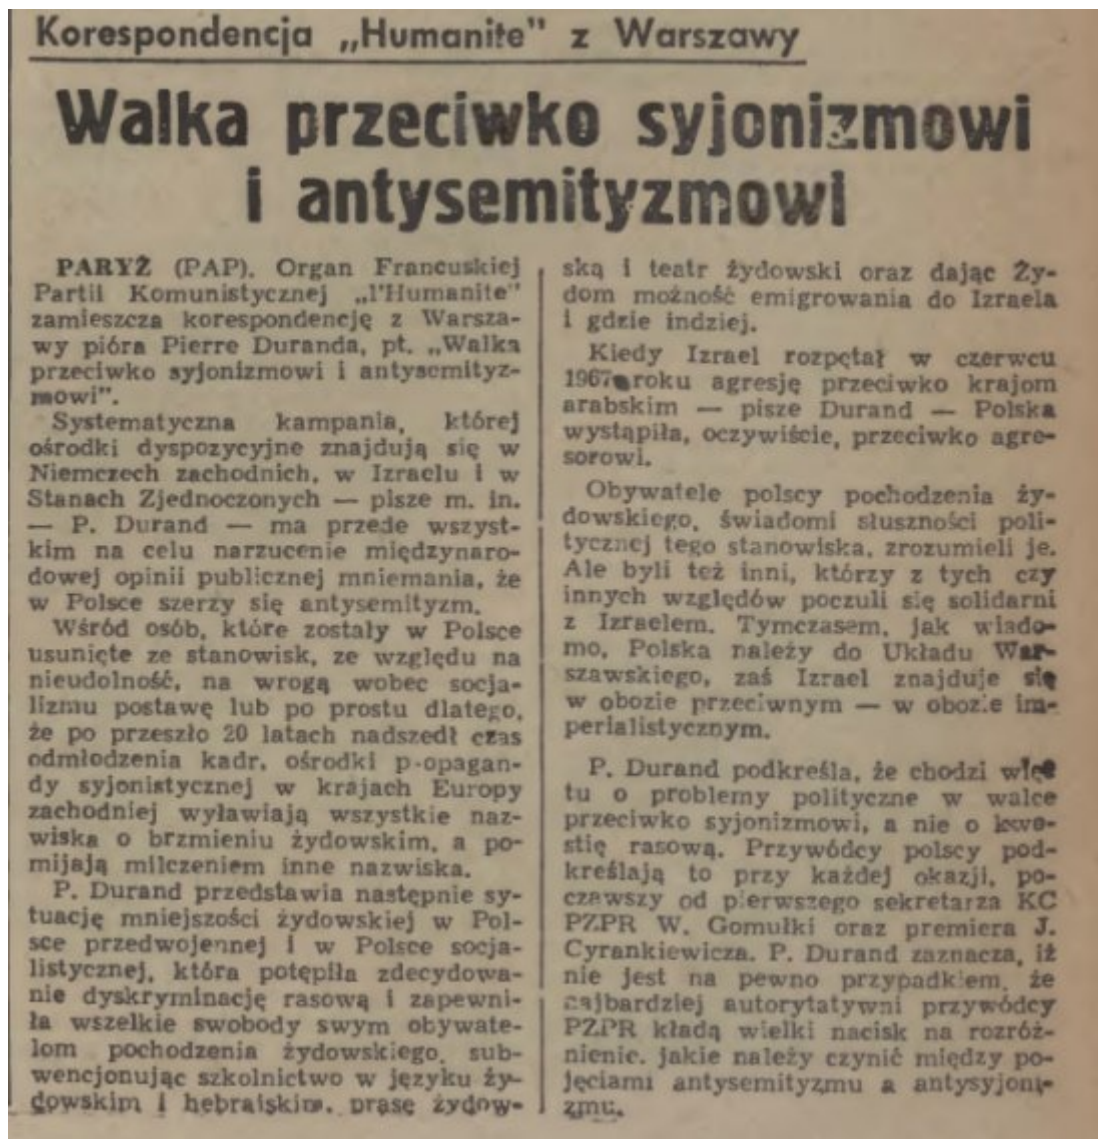 Korespondencja „Humanite" z Warszawy
Walka przeciwko syjonizmowi
i antysemityzmowi
PARYŻ (PAP). Organ Francuskiej
Partii Komunistycznej „l'Humanite"
zamieszcza korespondencję z Warsza-
wy pióra Pierre Duranda, pt. „Walka
przeciwko syjonizmowi i antysemityz-
mowi".
Systematyczna kampania, której
ośrodki dyspozycyjne znajdują się w
Niemczech zachodnich, w Izraelu i w
Stanach Zjednoczonych — pisze m. in.
— P. Durand — ma przede wszyst-
kim na celu narzucenie międzynaro-
dowej opinii publicznej mniemania, że
w Polsce szerzy się antysemityzm.
Wśród osób, które zostały w Polsce
usunięte ze stanowisk, ze względu na
nieudolność, na wrogą wobec socja-
lizmu postawę lub po prostu dlatego,
że po przeszło 20 latach nadszedł czas
odmłodzenia kadr, ośrodki p-opagan-
dy syjonistycznej w krajach Europy
zachodniej wyławiają wszystkie naz-
wiska o brzmieniu żydowskim, a po-
mijają milczeniem inne nazwiska.
P. Durand przedstawia następnie sy-
tuację mniejszości żydowskiej w Pol-
sce przedwojennej i w Polsce socja-
listycznej, która potępiła zdecydowa-
nie dyskryminację rasową i zapewni-
ła wszelkie swobody swym obywate-
lom pochodzenia żydowskiego, sub-
wencjonując szkolnictwo w języku ży-
dowskim i hebrajskim, prasę żydow-
ską i teatr żydowski oraz dając Ży-
dom możność emigrowania do Izraela
i gdzie indziej.
Kiedy Izrael rozpętał w czerwcu
1967 roku agresję przeciwko krajom
arabskim — pisze Durand — Polska
wystąpiła, oczywiście, przeciwko agre-
sorowi.
Obywatele polscy pochodzenia ży-
dowskiego, świadomi słuszności poli-
tycznej tego stanowiska, zrozumieli je.
Ale byli też inni, którzy z tych czy
innych względów poczuli się solidarni
z Izraelem. Tymczasem, jak wiado-
mo, Polska należy do Układu War-
szawskiego, zaś Izrael znajduje się
w obozie przeciwnym — w obozie im-
perialistycznym.
P. Durand podkreśla, że chodzi więc
tu o problemy polityczne w walce
przeciwko syjonizmowi, a nie o kwe-
stię rasową. Przywódcy polscy pod-
kreślają to przy każdej okazji, po-
czawszy od pierwszego sekretarza KC
PZPR W. Gomułki oraz premiera J.
Cyrankiewicza. P. Durand zaznacza, iż
nie jest na pewno przypadkiem, że
najbardziej autorytatywni przywódcy
PZPR kładą wielki nacisk na rozróż-
nienie, jakie należy czynić między po-
jęciami antysemityzmu a antysyjoni-
zmu.